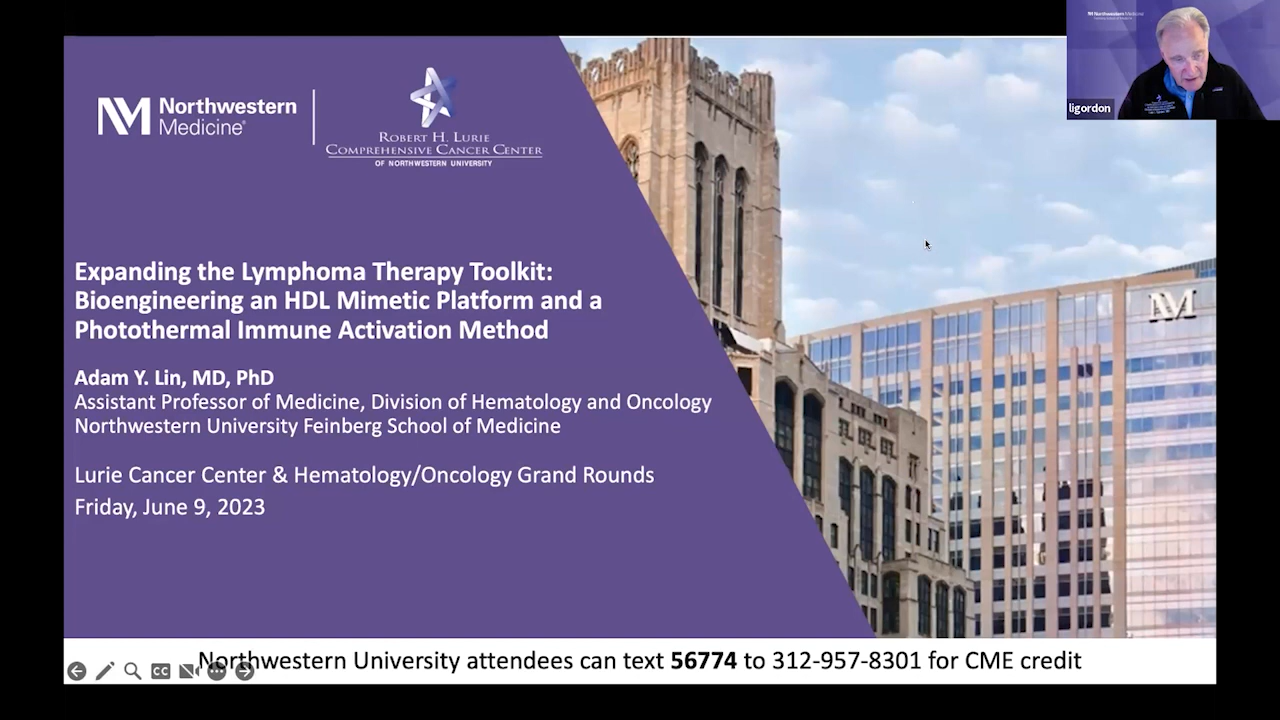 Northwestern
Medicine®
ROBERT H. LURIE
COMPREHENSIVE CANCER CENTER
OF NORTHWESTERN UNIVERSITY
ligordon
NM
Expanding the Lymphoma Therapy Toolkit:
Bioengineering an HDL Mimetic Platform and a
Photothermal Immune Activation Method
Adam Y. Lin, MD, PhD
Assistant Professor of Medicine, Division of Hematology and Oncology
Northwestern University Feinberg School of Medicine
Lurie Cancer Center & Hematology/Oncology Grand Rounds
Friday, June 9, 2023
CC
Northwestern University attendees can text 56774 to 312-957-8301 for CME credit